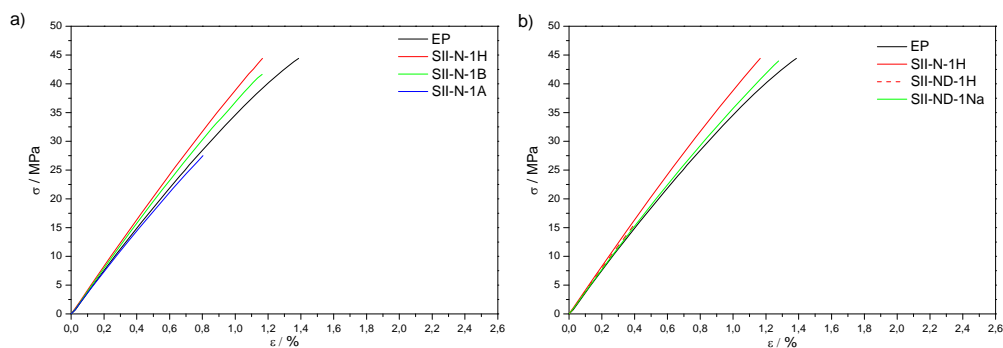 a)
50
45
40
35
30
25
20
15
10
5
0
σ / MPa
0,0 0,2 0,4 0,6 0,8 1,0 1,2 1,4 1,6 1,8 2,0 2,2 2,4 2,6
ε / %
EP
SII-N-1H
SII-N-1B
SII-N-1A
b)
50
45
40
35
30
25
20
15
10
5
0
σ / MPa
0,0 0,2 0,4 0,6 0,8 1,0 1,2 1,4 1,6 1,8 2,0 2,2 2,4 2,6
ε / %
EP
SII-N-1H
SII-ND-1H
SII-ND-1Na